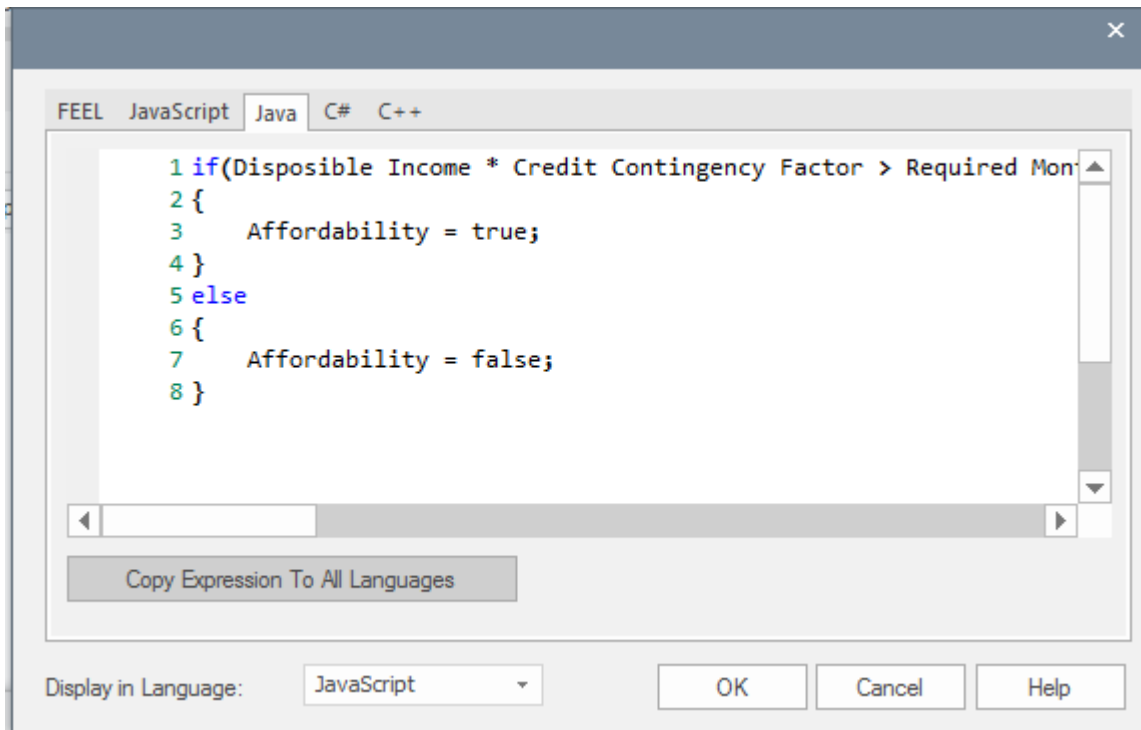 FEEL JavaScript Java C# C++
1 if(Disposible Income * Credit Contingency Factor > Required Mon
2 {
3 Affordability = true;
4 }
5 else
6 {
7 Affordability = false;
8 }
Copy Expression To All Languages
Display in Language: JavaScript OK Cancel Help